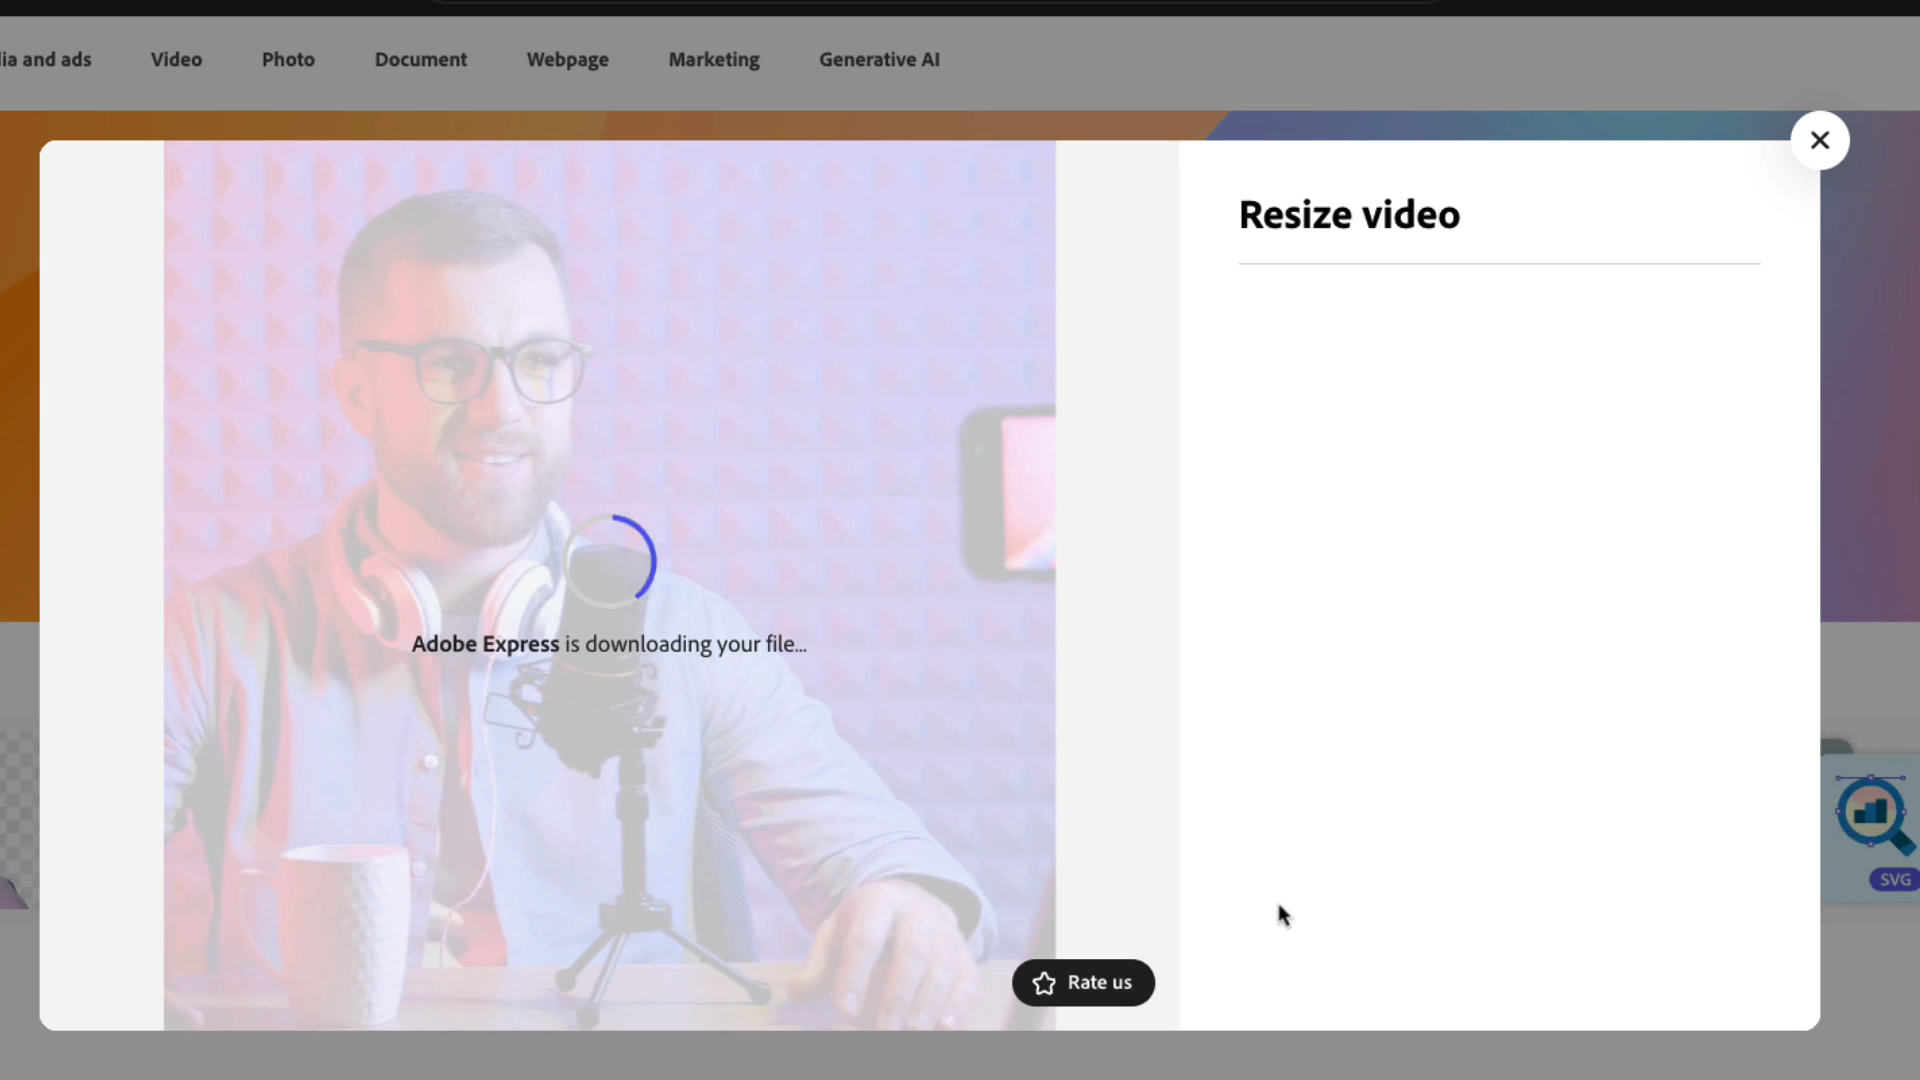 ia and ads
Video
Photo
Document
Webpage
Marketing
Generative AI
Resize video
Adobe Express is downloading your file...
Rate us
SVG